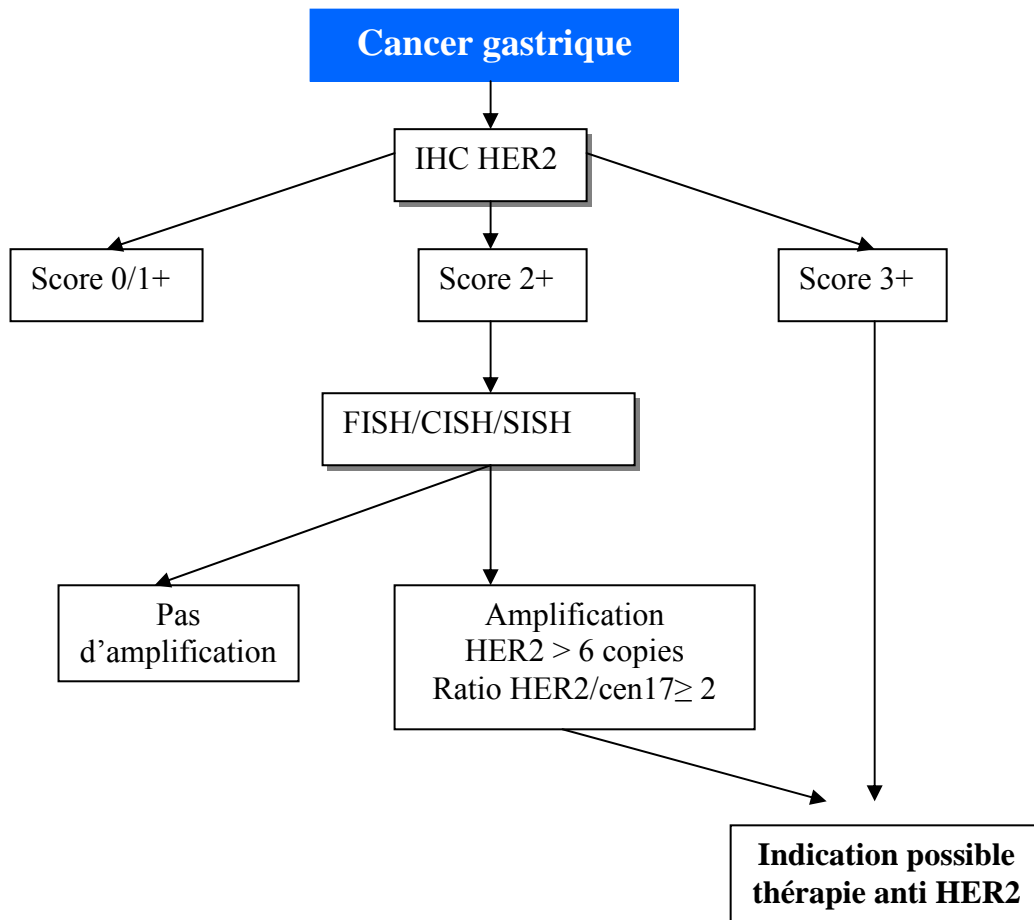 Cancer gastrique
IHC HER2
Score 0/1+
Score 2+
Score 3+
FISH/CISH/SISH
Pas
d’amplification
Amplification
HER2 > 6 copies
Ratio HER2/cen17≥ 2
Indication possible
thérapie anti HER2